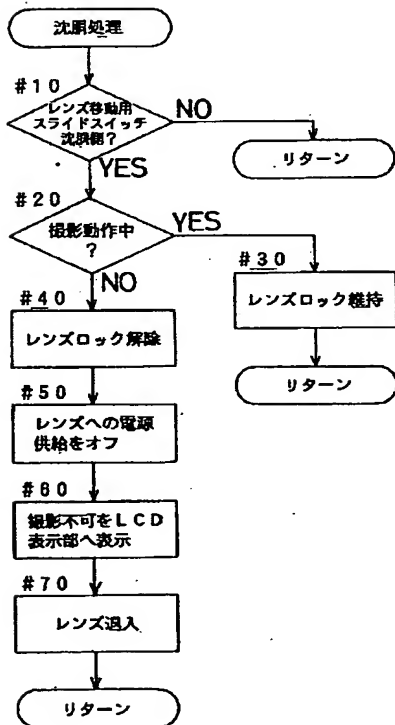 沈胴処理
#10
レンズ移動用
スライドスイッチ
沈胴側?
NO
リターン
YES
#20
撮影動作中
?
YES
NO
#30
レンズロック維持
リターン
#40
レンズロック解除
#50
レンズへの電源
供給をオフ
#60
撮影不可をLCD
表示部へ表示
#70
レンズ退入
リターン